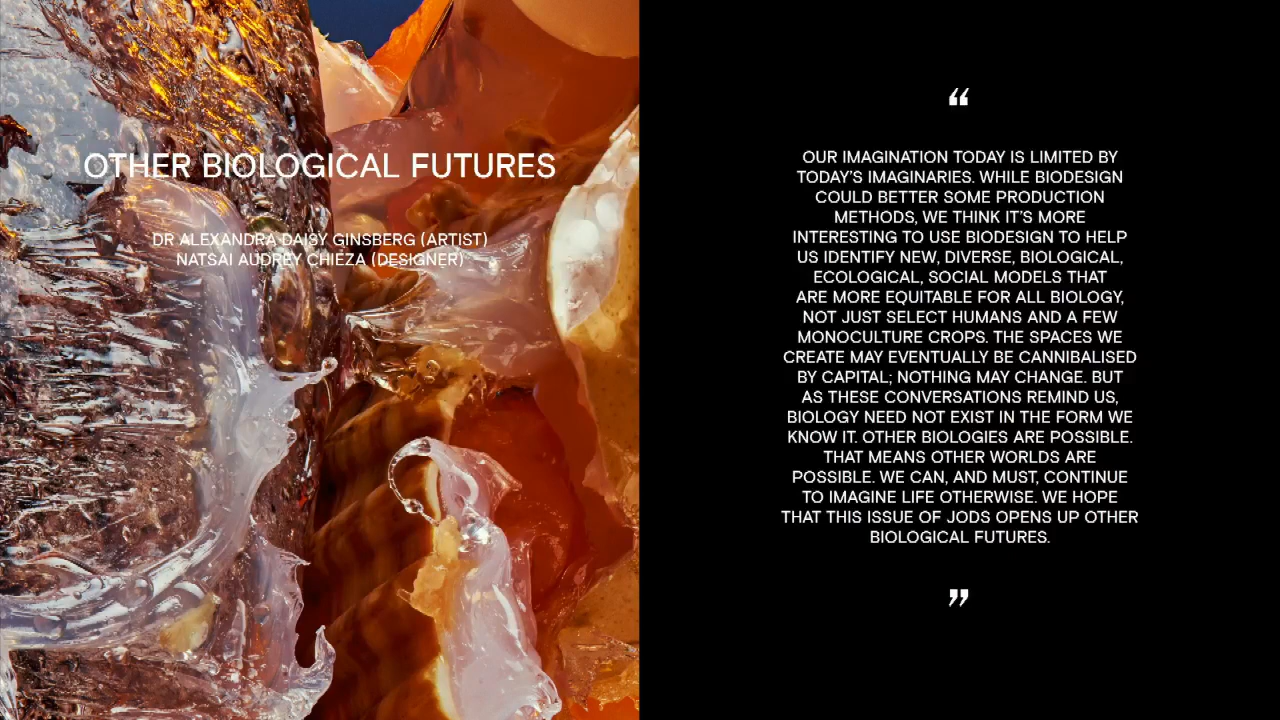 OTHER BIOLOGICAL FUTURES
DR ALEXANDRA DAISY GINSBERG (ARTIST)
NATSAI AUDREY CHIEZA (DESIGNER)
“
OUR IMAGINATION TODAY IS LIMITED BY
TODAY’S IMAGINARIES. WHILE BIODESIGN
COULD BETTER SOME PRODUCTION
METHODS, WE THINK IT’S MORE
INTERESTING TO USE BIODESIGN TO HELP
US IDENTIFY NEW, DIVERSE, BIOLOGICAL,
ECOLOGICAL, SOCIAL MODELS THAT
ARE MORE EQUITABLE FOR ALL BIOLOGY,
NOT JUST SELECT HUMANS AND A FEW
MONOCULTURE CROPS. THE SPACES WE
CREATE MAY EVENTUALLY BE CANNIBALISED
BY CAPITAL; NOTHING MAY CHANGE. BUT
AS THESE CONVERSATIONS REMIND US,
BIOLOGY NEED NOT EXIST IN THE FORM WE
KNOW IT. OTHER BIOLOGIES ARE POSSIBLE.
THAT MEANS OTHER WORLDS ARE
POSSIBLE. WE CAN, AND MUST, CONTINUE
TO IMAGINE LIFE OTHERWISE. WE HOPE
THAT THIS ISSUE OF JODS OPENS UP OTHER
BIOLOGICAL FUTURES.
”